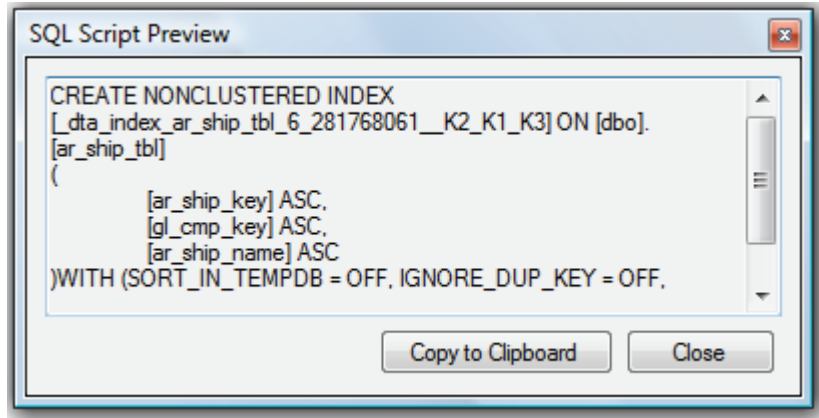 SQL Script Preview
CREATE NONCLUSTERED INDEX
[_dta_index_ar_ship_tbl_6_281768061__K2_K1_K3] ON [dbo].
[ar_ship_tbl]
(
[ar_ship_key] ASC,
[gl_cmp_key] ASC,
[ar_ship_name] ASC
)WITH (SORT_IN_TEMPDB = OFF, IGNORE_DUP_KEY = OFF,
Copy to Clipboard Close